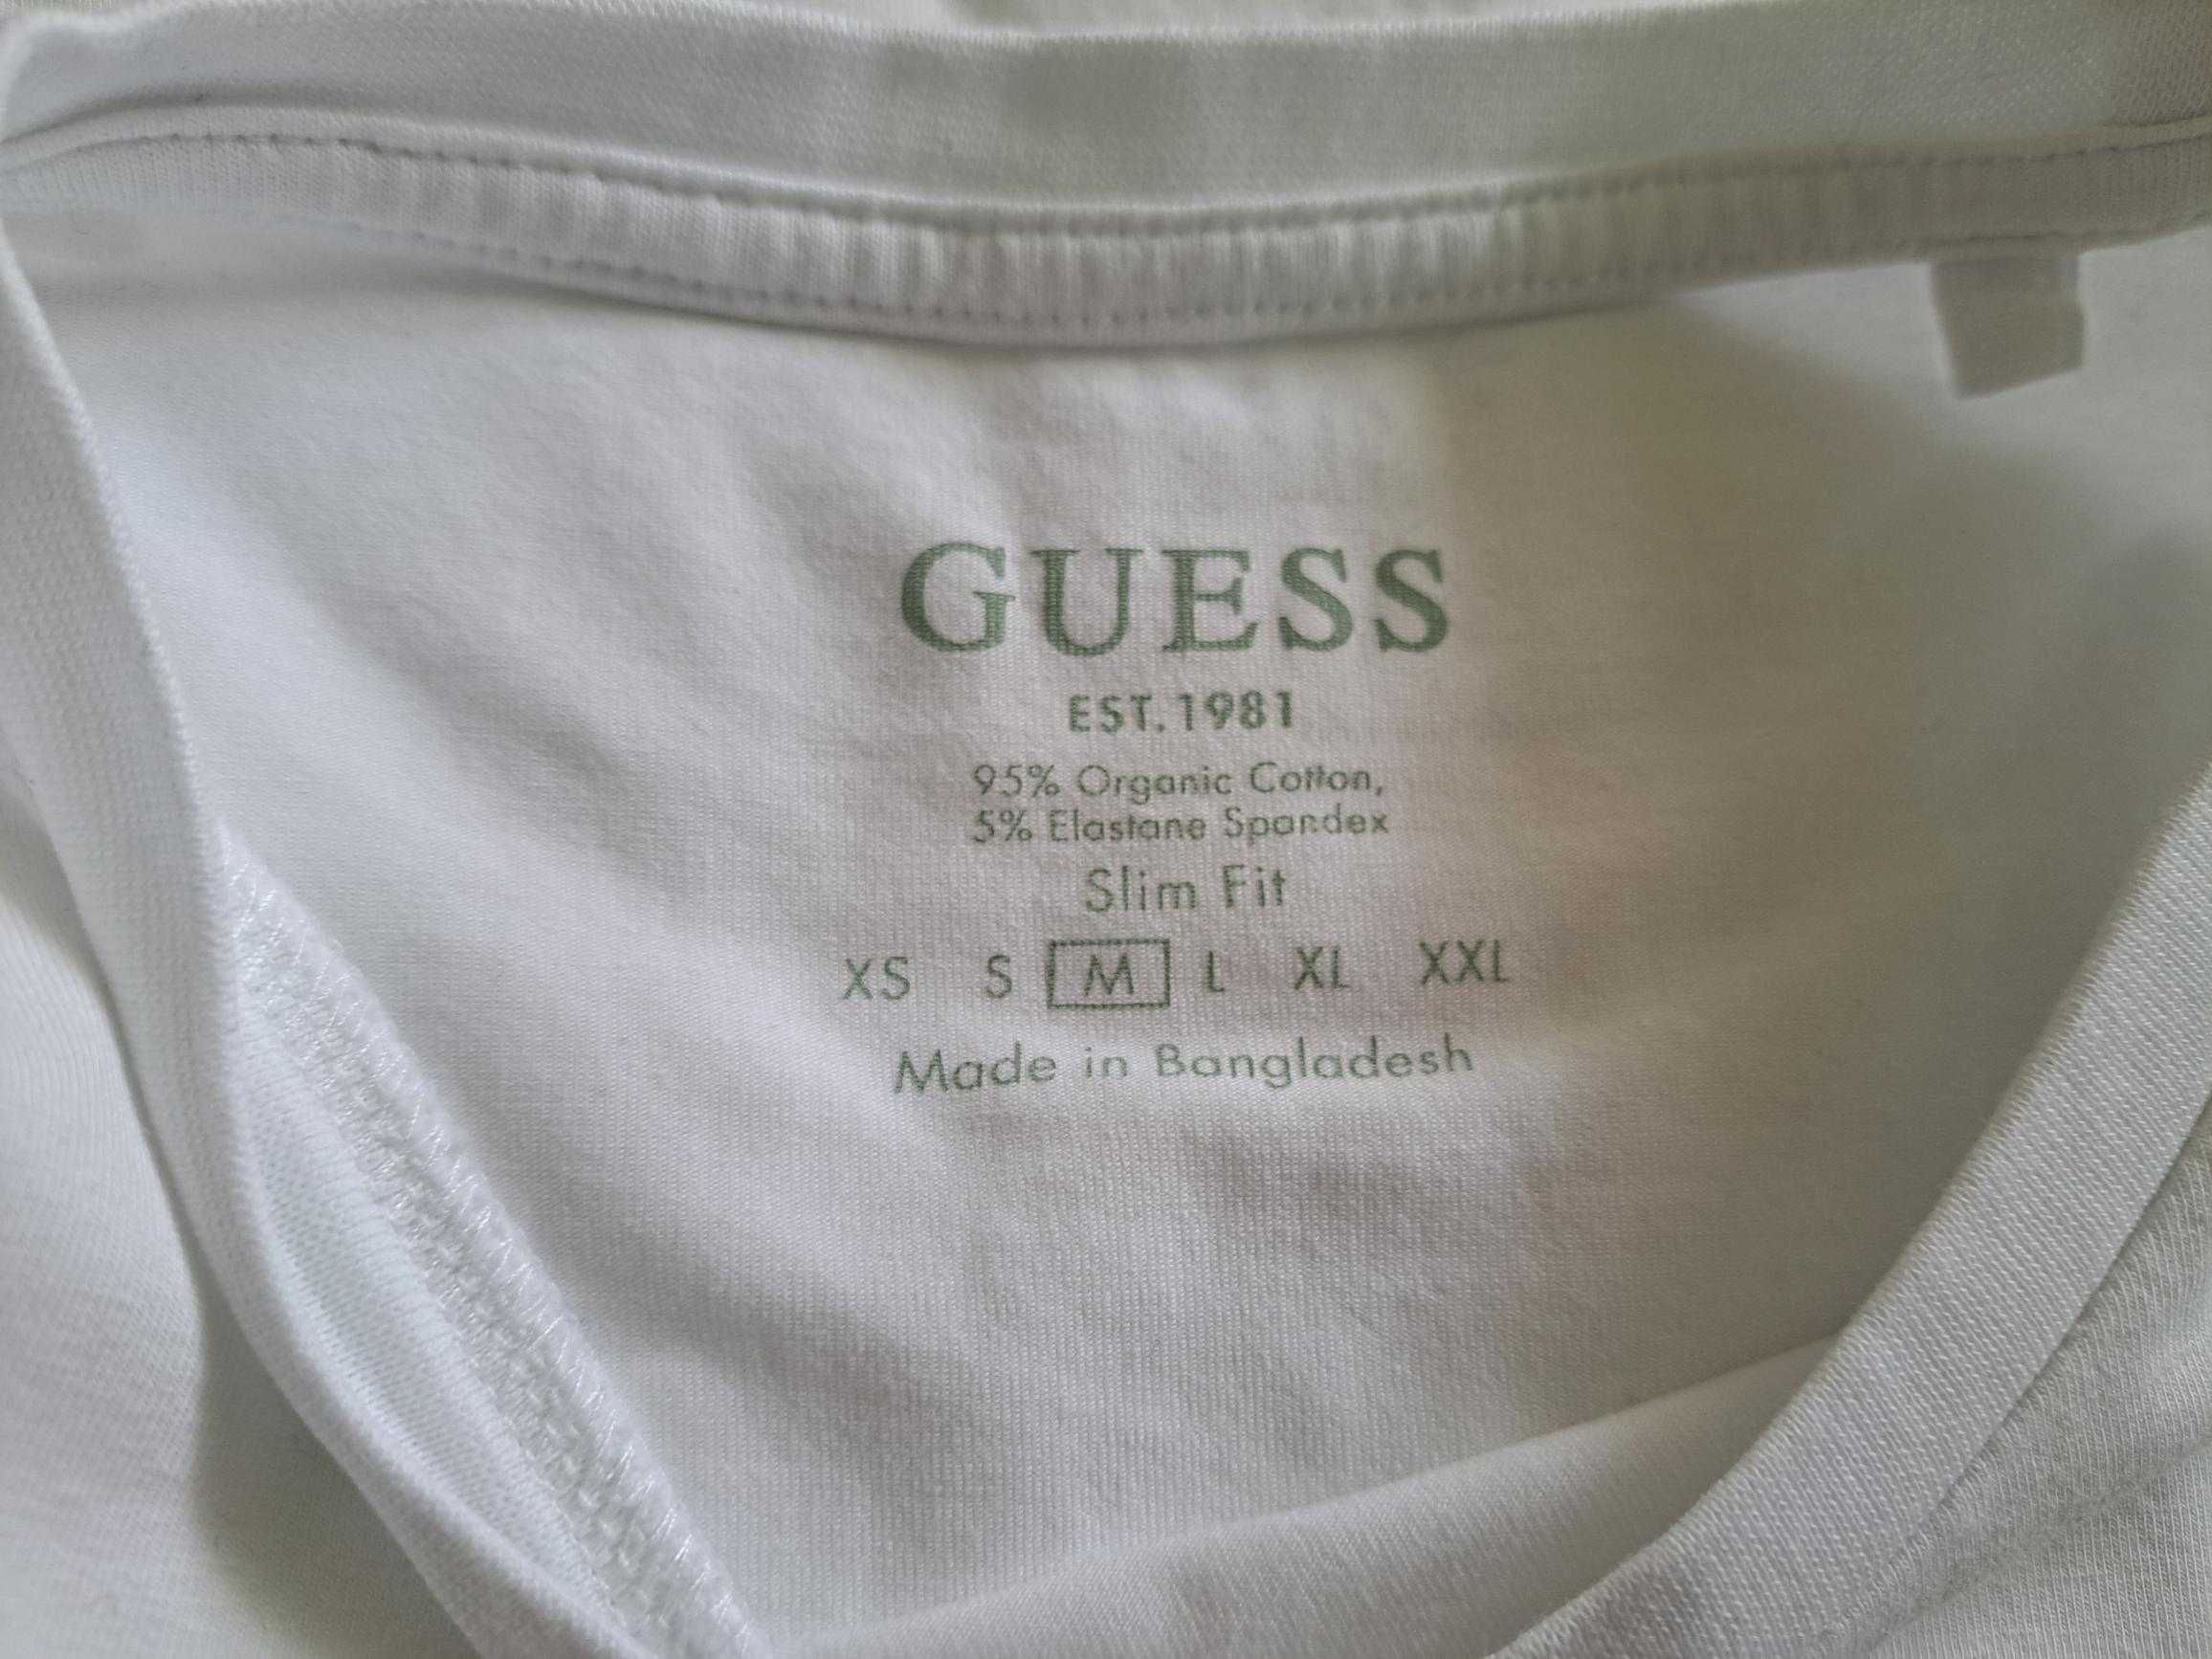 GUESS
EST.1981
95% Organic Cotton,
5% Elastane Spandex
Slim Fit
XS S M L XL XXL
Made in Bangladesh